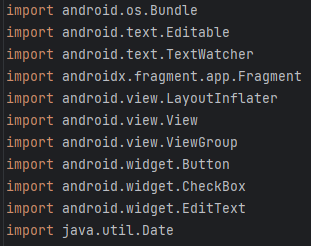 import android.os.Bundle
import android.text.Editable
import android.text.TextWatcher
import androidx.fragment.app.Fragment
import android.view.LayoutInflater
import android.view.View
import android.view.ViewGroup
import android.widget.Button
import android.widget.CheckBox
import android.widget.EditText
import java.util.Date